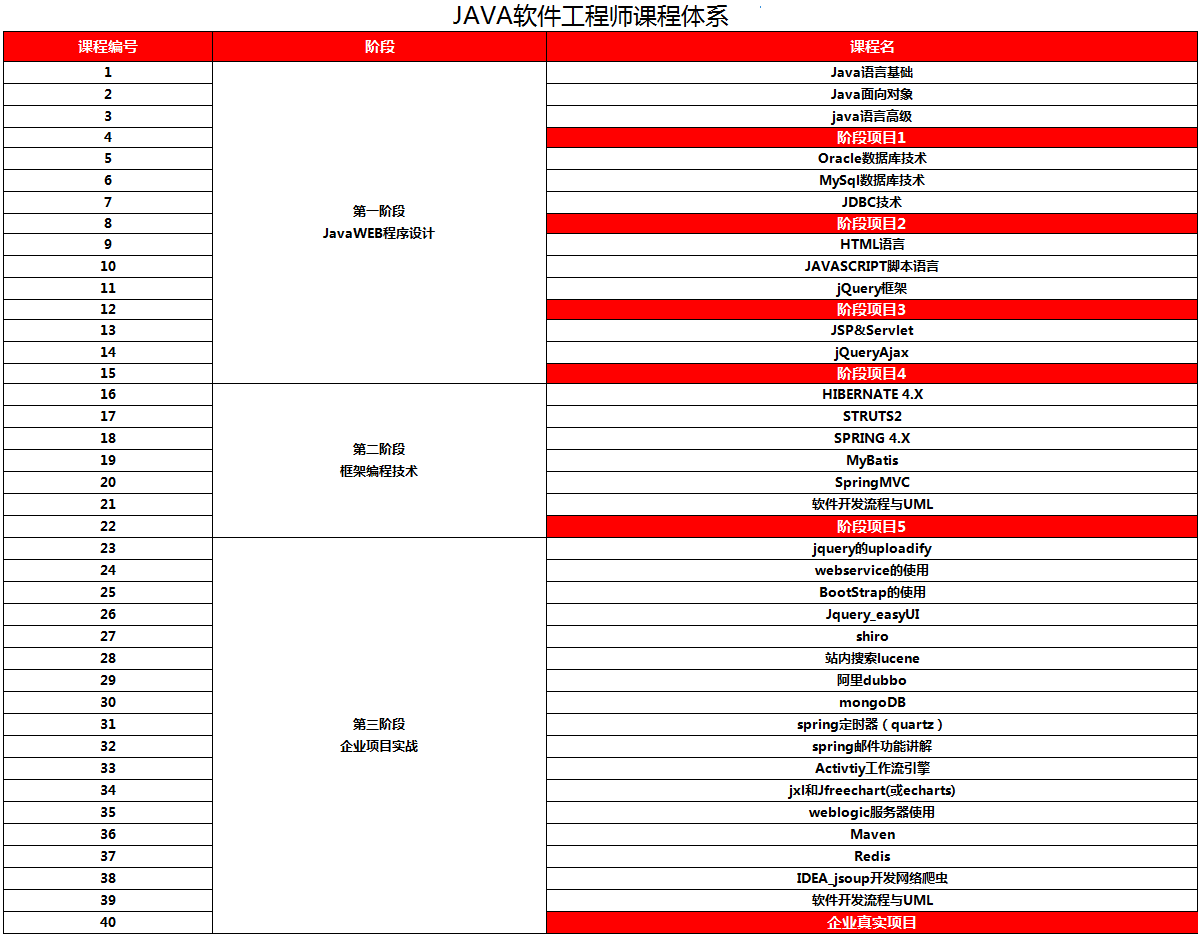 JAVA软件工程师课程体系
课程编号 阶段 课程名
1 Java语言基础
2 Java面向对象
3 java语言高级
4 阶段项目1
5 Oracle数据库技术
6 MySql数据库技术
7 JDBC技术
第一阶段
8 阶段项目2
JavaWEB程序设计
9 HTML语言
10 JAVASCRIPT脚本语言
11 jQuery框架
12 阶段项目3
13 JSP&Servlet
14 jQueryAjax
15 阶段项目4
16 HIBERNATE 4.X
17 STRUTS2
18 SPRING 4.X
第二阶段
19 MyBatis
框架编程技术
20 SpringMVC
21 软件开发流程与UML
22 阶段项目5
23 jquery的uploadify
24 webservice的使用
25 BootStrap的使用
26 Jquery_easyUI
27 shiro
28 站内搜索lucene
29 阿里dubbo
30 mongoDB
31 第三阶段 spring定时器（quartz）
32 企业项目实战 spring邮件功能讲解
33 Activtiy工作流引擎
34 jxl和Jfreechart(或echarts)
35 weblogic服务器使用
36 Maven
37 Redis
38 IDEA_jsoup开发网络爬虫
39 软件开发流程与UML
40 企业真实项目